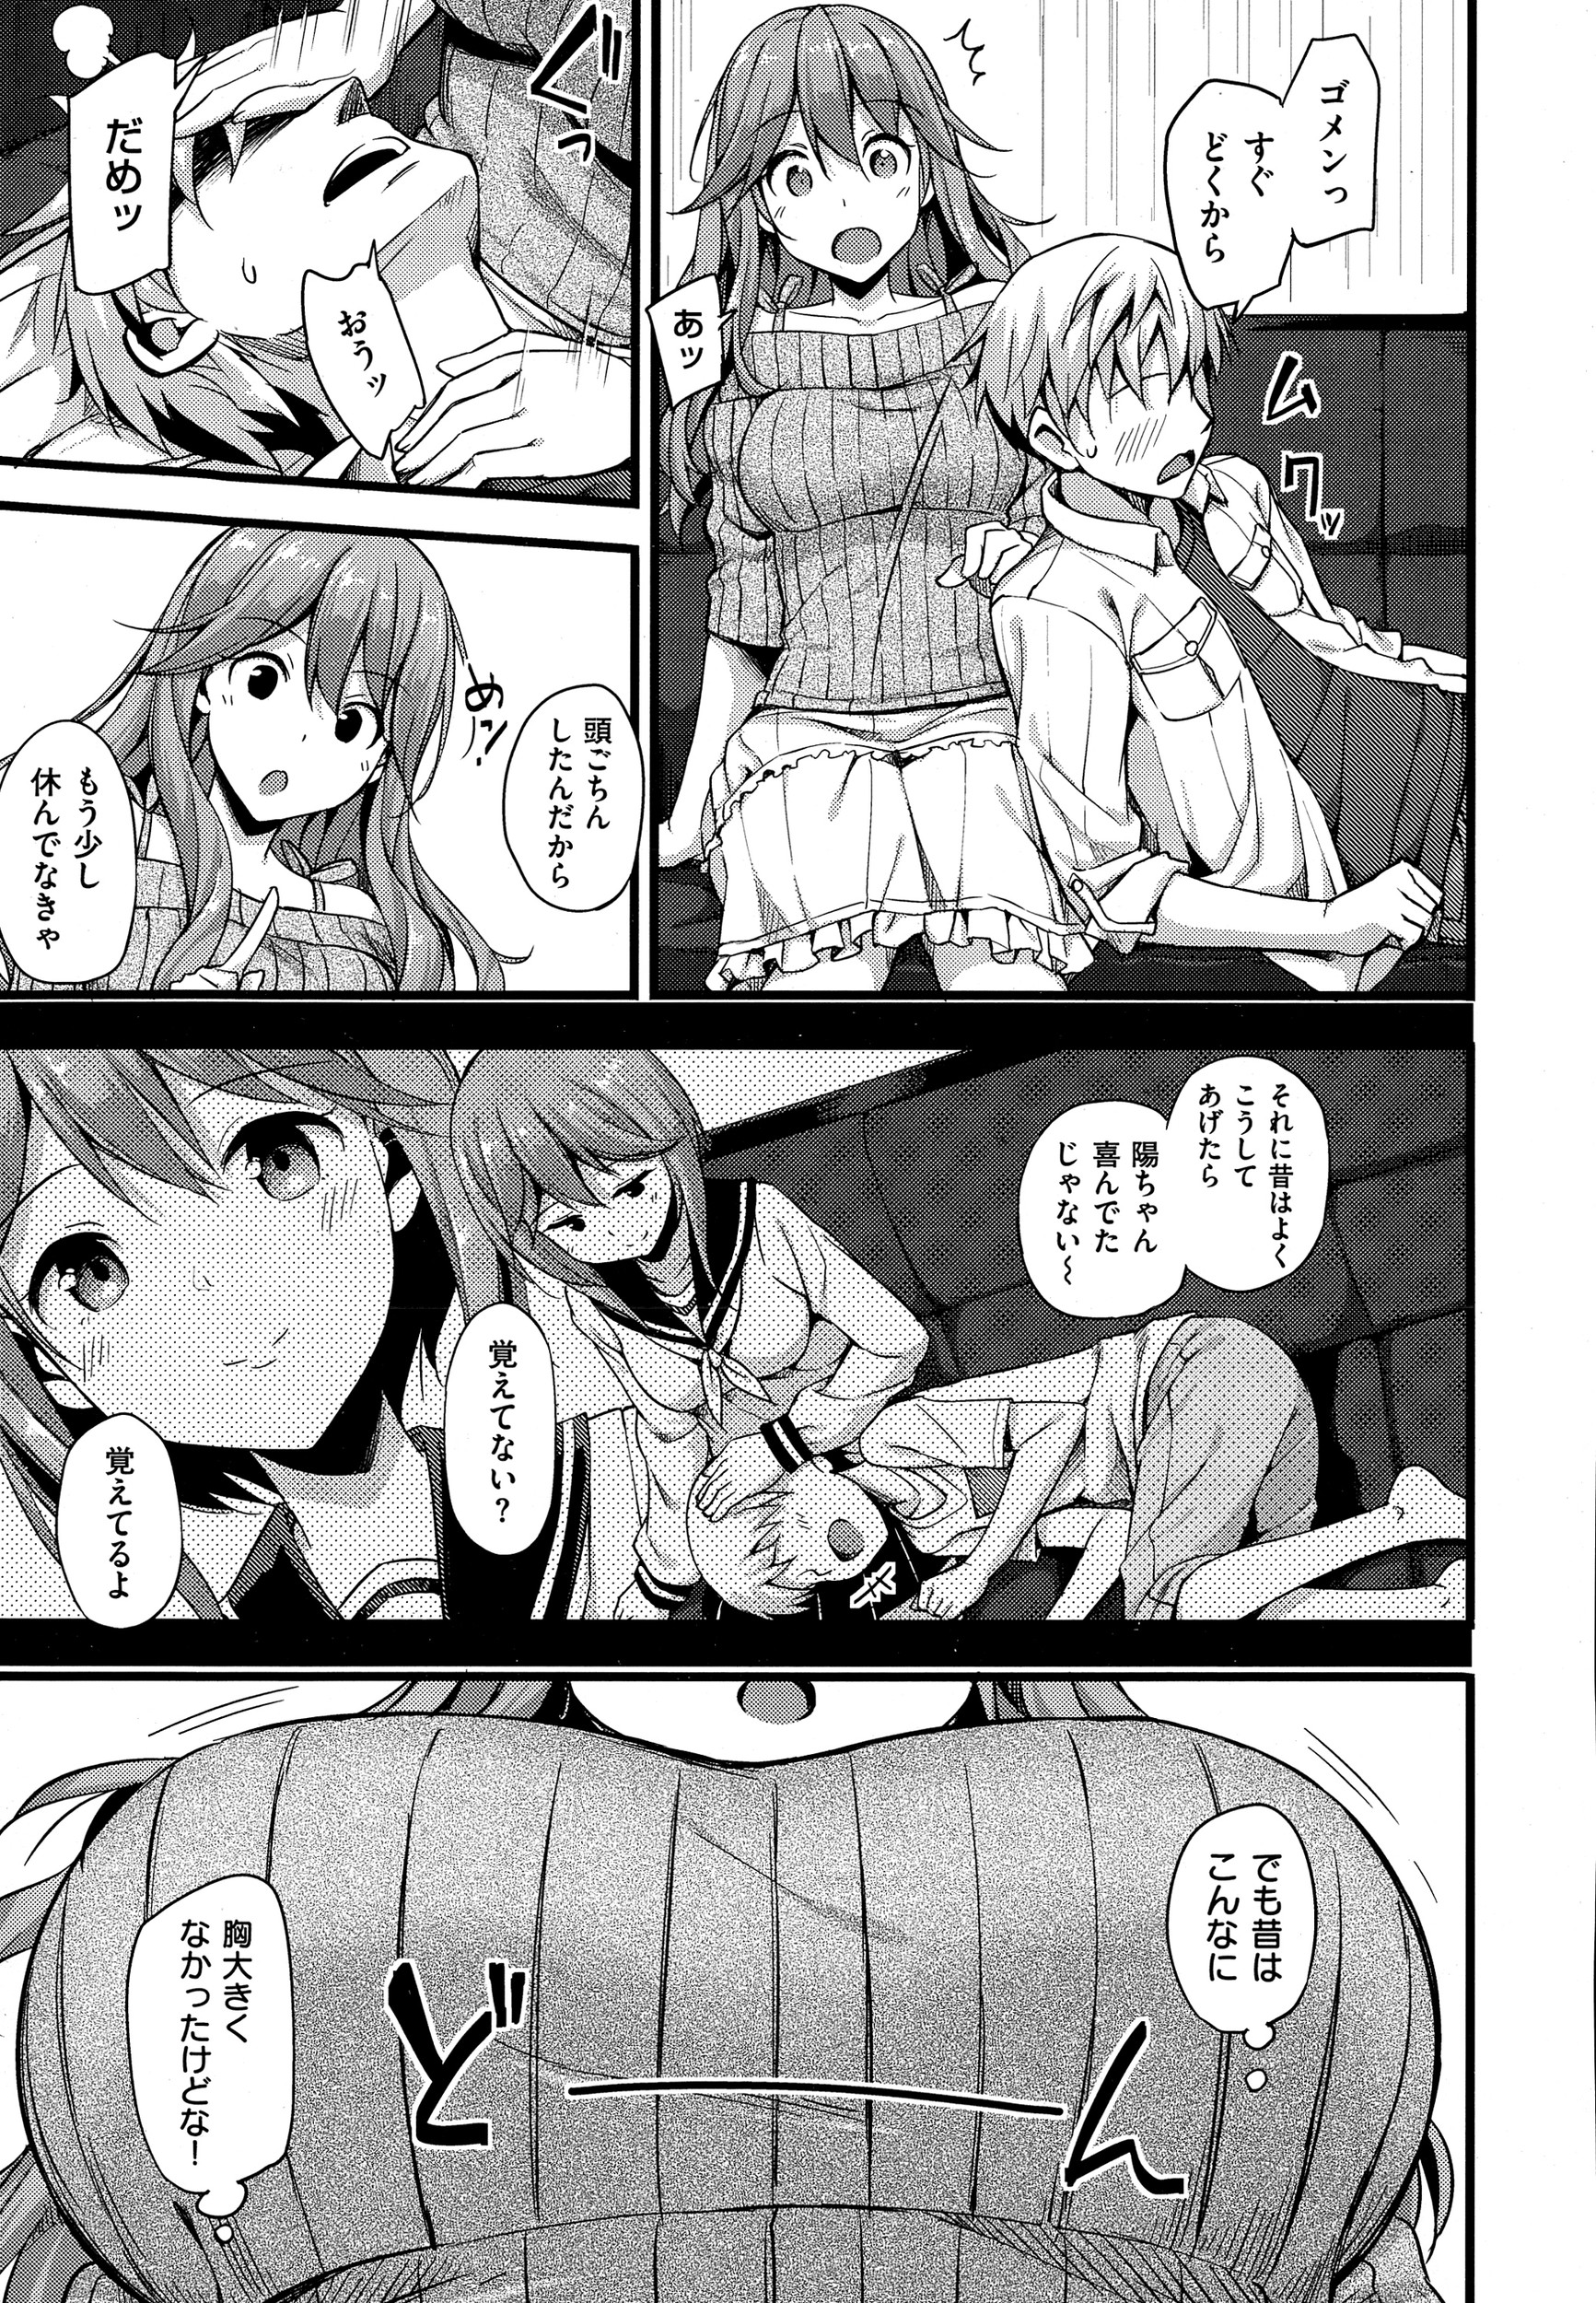 ゴメンっ
すぐ
どくから
ムクッ
あッ
ぐっ
だめッ
おうッ
頭ごちん
したんだから
めっ!
もう少し
休んでなきゃ
それに昔はよく
こうして
あげたら
陽ちゃん
喜んでた
じゃない～
覚えてない?
覚えてるよ
でも昔は
こんなに
胸大きく
なかったけどな!
どーん